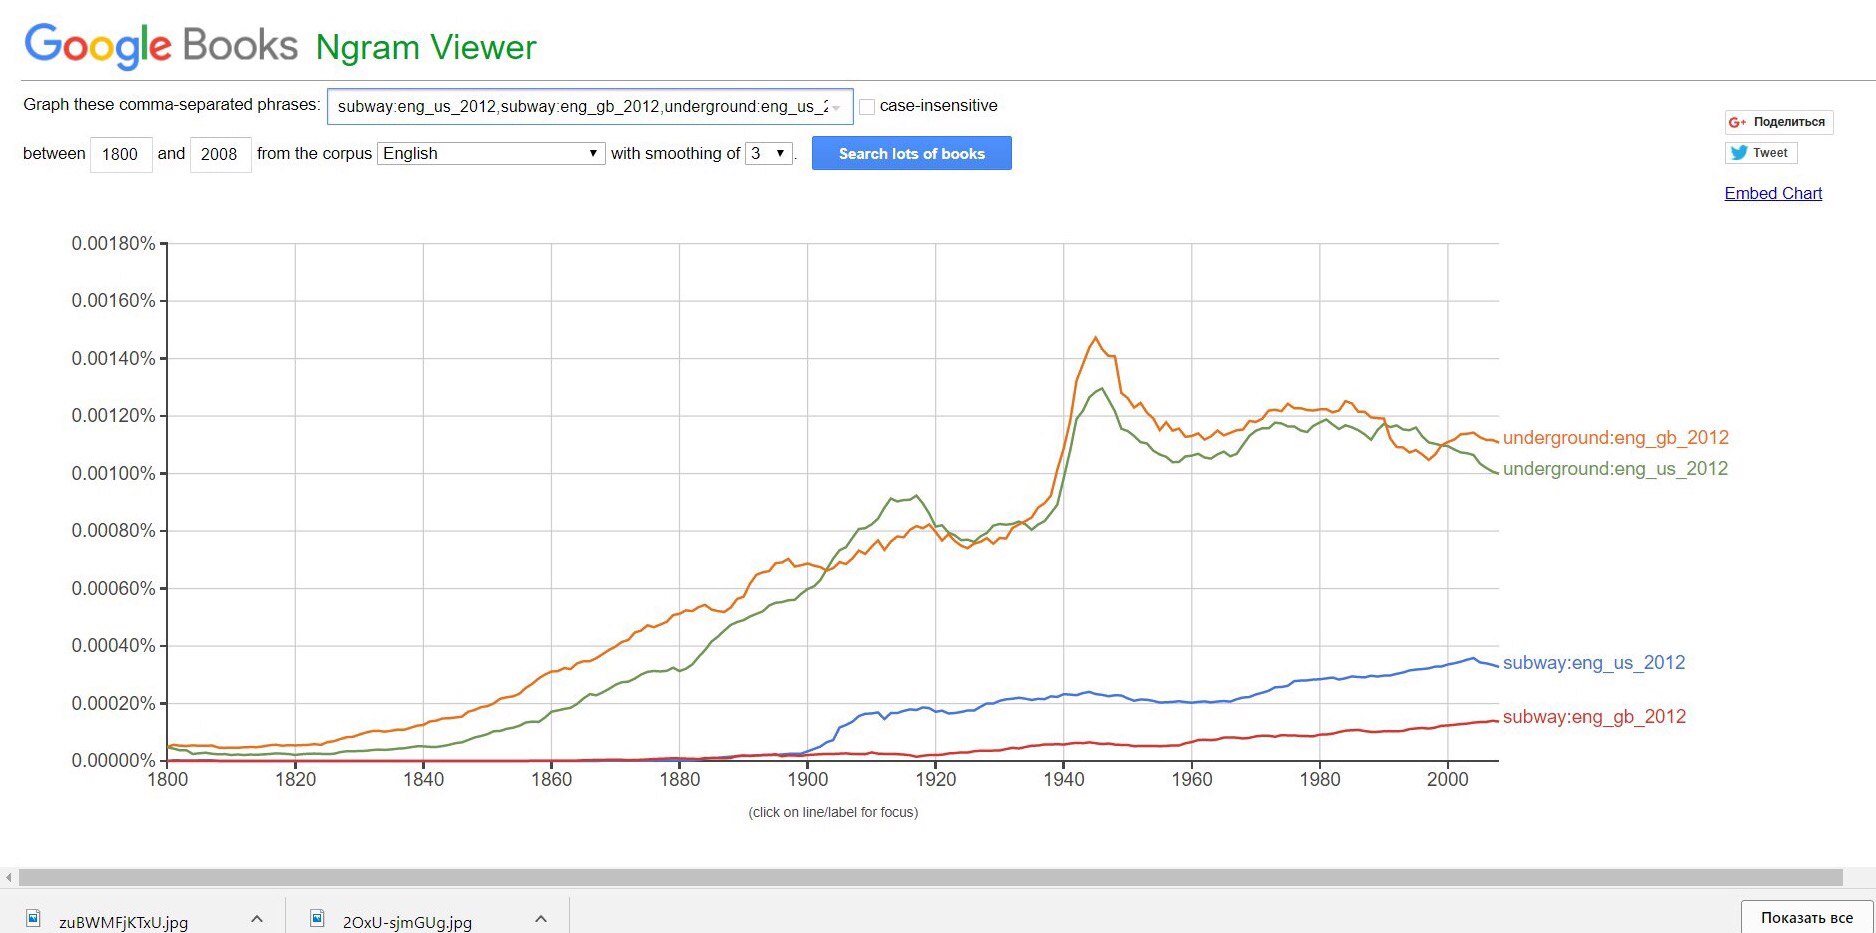 Google Books Ngram Viewer
Graph these comma-separated phrases: subway:eng_us_2012,subway:eng_gb_2012,underground:eng_us_2 case-insensitive
between 1800 and 2008 from the corpus English with smoothing of 3 . Search lots of books
G+ Поделиться
Tweet
Embed Chart
0.00180%
0.00160%
0.00140%
0.00120%
0.00100%
0.00080%
0.00060%
0.00040%
0.00020%
0.00000%
underground:eng_gb_2012
underground:eng_us_2012
subway:eng_us_2012
subway:eng_gb_2012
1800 1820 1840 1860 1880 1900 1920 1940 1960 1980 2000
(click on line/label for focus)
zuBWMFjKTxU.jpg 2OxU-sjmGUg.jpg Показать все